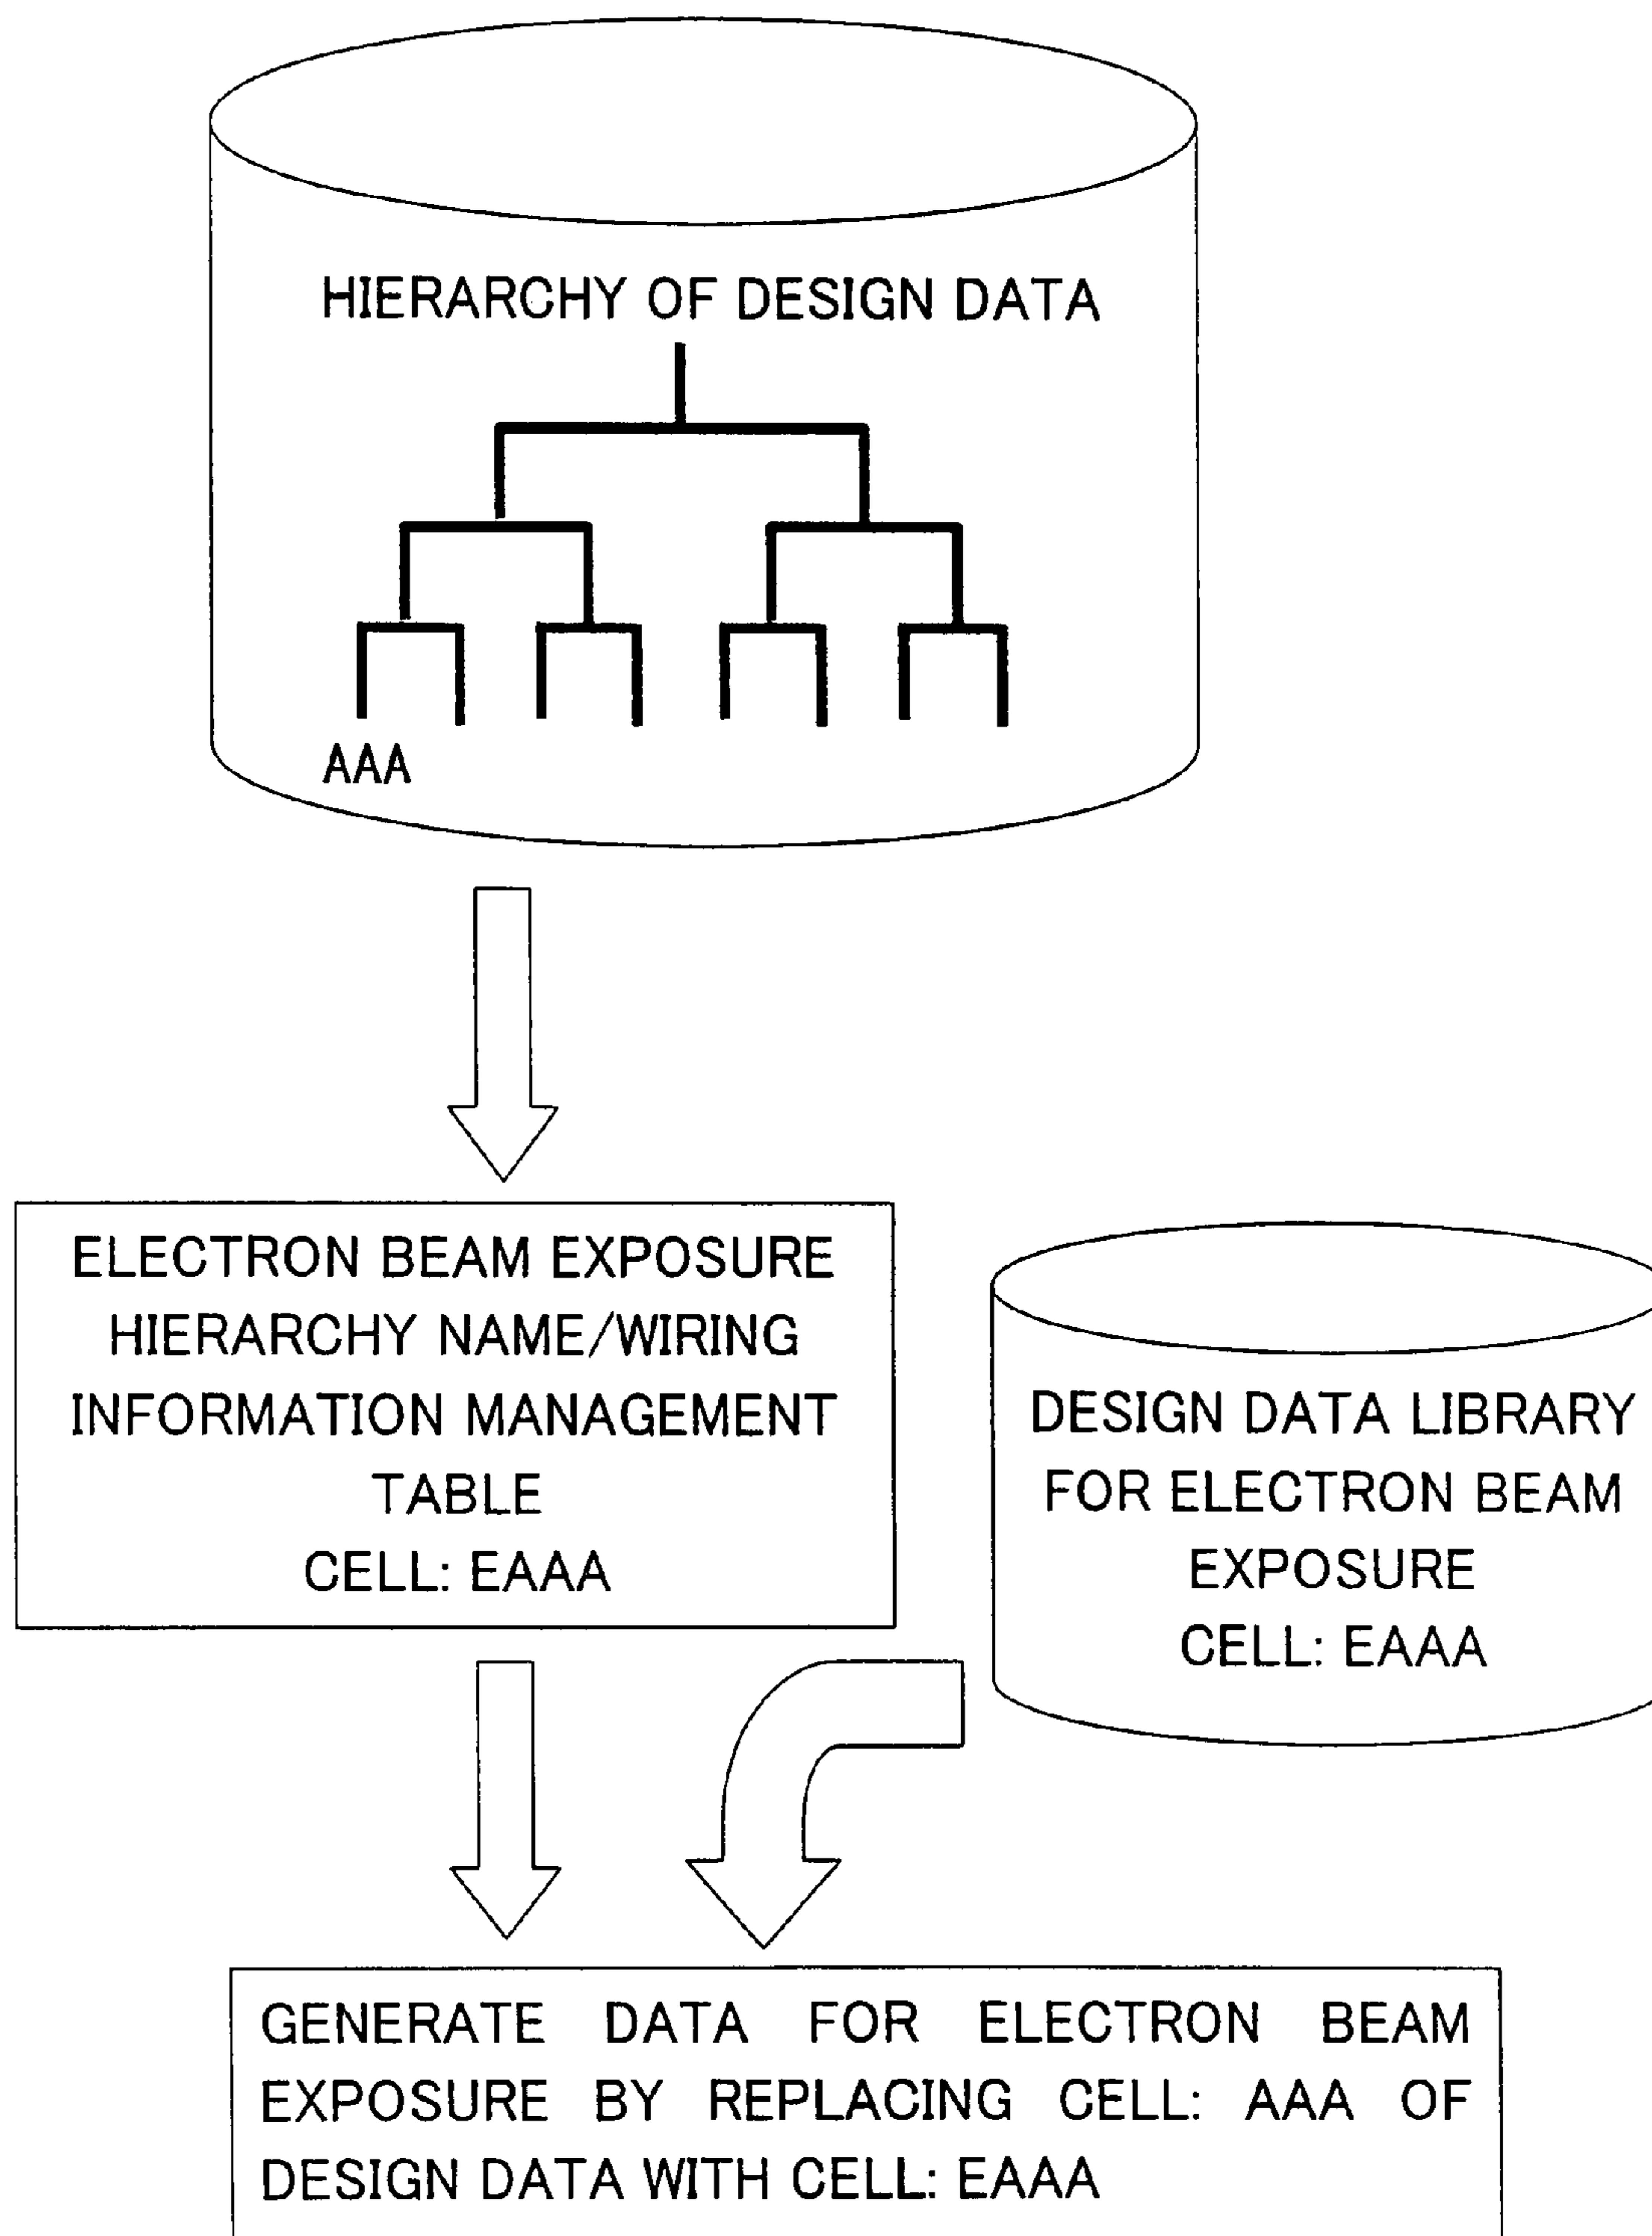 HIERARCHY OF DESIGN DATA
AAA
ELECTRON BEAM EXPOSURE
HIERARCHY NAME/WIRING
INFORMATION MANAGEMENT
TABLE
CELL: EAAA
DESIGN DATA LIBRARY
FOR ELECTRON BEAM
EXPOSURE
CELL: EAAA
GENERATE DATA FOR ELECTRON BEAM
EXPOSURE BY REPLACING CELL: AAA OF
DESIGN DATA WITH CELL: EAAA